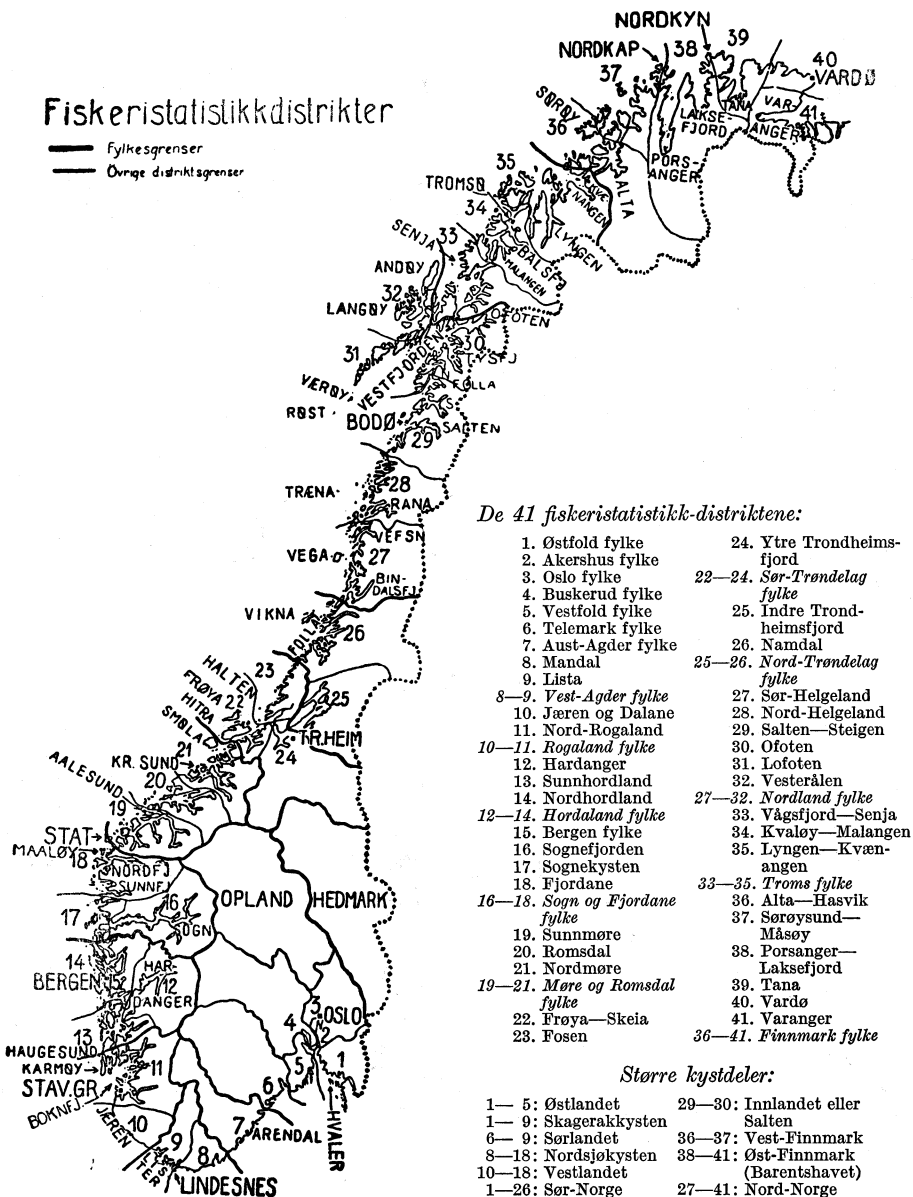 NORDKYN
NORDKAP
38
39
40
VARDØ
37
SØRØY
36
TANA
VAR-
ANGER
41
LAKSE-
FJORD
PORS-
ANGER
ALTA
Fiskeristatistikkdistrikter
Fylkesgrenser
Övrige distriktsgrenser
35
TROMSØ
34
KVÆ
NANGEN
LYNGEN
BALSFJ
MALANGEN
SENJA
33
ANDØY
32
LANGØY
OFOTEN
31
30
TYSFJ
VESTFJORDEN
VÆRØY
FOLLA
RØST
BODØ
29
SALTEN
28
TRÆNA
RANA
VEFSN
VEGA
27
BIN-
DALSFJ
VIKNA
FOLLA
26
HALTEN
23
FRØYA
22
25
HITRA
SMØLA
TR.HEIM
24
21
KR. SUND
20
AALESUND
19
STAT
MAALØY
18
NORDFJ
SUNNFJ
OPLAND
HEDMARK
16
17
SOGN
14
BERGEN
15
HAR-
12
DANGER
3
OSLO
4
2
13
HAUGESUND
KARMØY
11
5
1
STAV.GR
BOKNFJ.
6
JÆREN
10
7
ARENDAL
HVALER
9
LIS-
TER
8
LINDESNES
De 41 fiskeristatistikk-distriktene:
1. Østfold fylke
2. Akershus fylke
3. Oslo fylke
4. Buskerud fylke
5. Vestfold fylke
6. Telemark fylke
7. Aust-Agder fylke
8. Mandal
9. Lista
8—9. Vest-Agder fylke
10. Jæren og Dalane
11. Nord-Rogaland
10—11. Rogaland fylke
12. Hardanger
13. Sunnhordland
14. Nordhordland
12—14. Hordaland fylke
15. Bergen fylke
16. Sognefjorden
17. Sognekysten
18. Fjordane
16—18. Sogn og Fjordane
fylke
19. Sunnmøre
20. Romsdal
21. Nordmøre
19—21. Møre og Romsdal
fylke
22. Frøya—Skeia
23. Fosen
24. Ytre Trondheims-
fjord
22—24. Sør-Trøndelag
fylke
25. Indre Trond-
heimsfjord
26. Namdal
25—26. Nord-Trøndelag
fylke
27. Sør-Helgeland
28. Nord-Helgeland
29. Salten—Steigen
30. Ofoten
31. Lofoten
32. Vesterålen
27—32. Nordland fylke
33. Vågsfjord—Senja
34. Kvaløy—Malangen
35. Lyngen—Kvæn-
angen
33—35. Troms fylke
36. Alta—Hasvik
37. Sørøysund—
Måsøy
38. Porsanger—
Laksefjord
39. Tana
40. Vardø
41. Varanger
36—41. Finnmark fylke
Større kystdeler:
1— 5: Østlandet
1— 9: Skagerakkysten
6— 9: Sørlandet
8—18: Nordsjøkysten
10—18: Vestlandet
1—26: Sør-Norge
29—30: Innlandet eller
Salten
36—37: Vest-Finnmark
38—41: Øst-Finnmark
(Barentshavet)
27—41: Nord-Norge